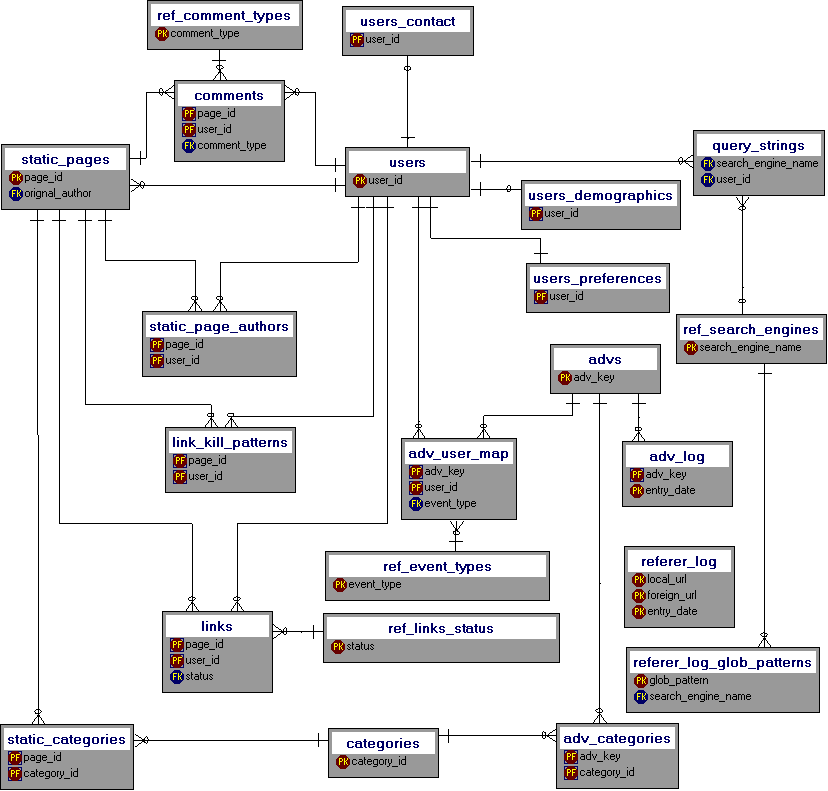 ref_comment_types
PK comment_type
users_contact
PF user_id
comments
PF page_id
PF user_id
FK comment_type
static_pages
PK page_id
FK orignal_author
users
PK user_id
query_strings
FK search_engine_name
FK user_id
users_demographics
PF user_id
users_preferences
PF user_id
static_page_authors
PF page_id
PF user_id
ref_search_engines
PK search_engine_name
advs
PK adv_key
link_kill_patterns
PF page_id
PF user_id
adv_user_map
PF adv_key
PF user_id
FK event_type
adv_log
PF adv_key
PK entry_date
ref_event_types
PK event_type
referer_log
PK local_url
PK foreign_url
PK entry_date
links
PF page_id
PF user_id
FK status
ref_links_status
PK status
referer_log_glob_patterns
PK glob_pattern
FK search_engine_name
static_categories
PF page_id
PF category_id
categories
PK category_id
adv_categories
PF adv_key
PF category_id